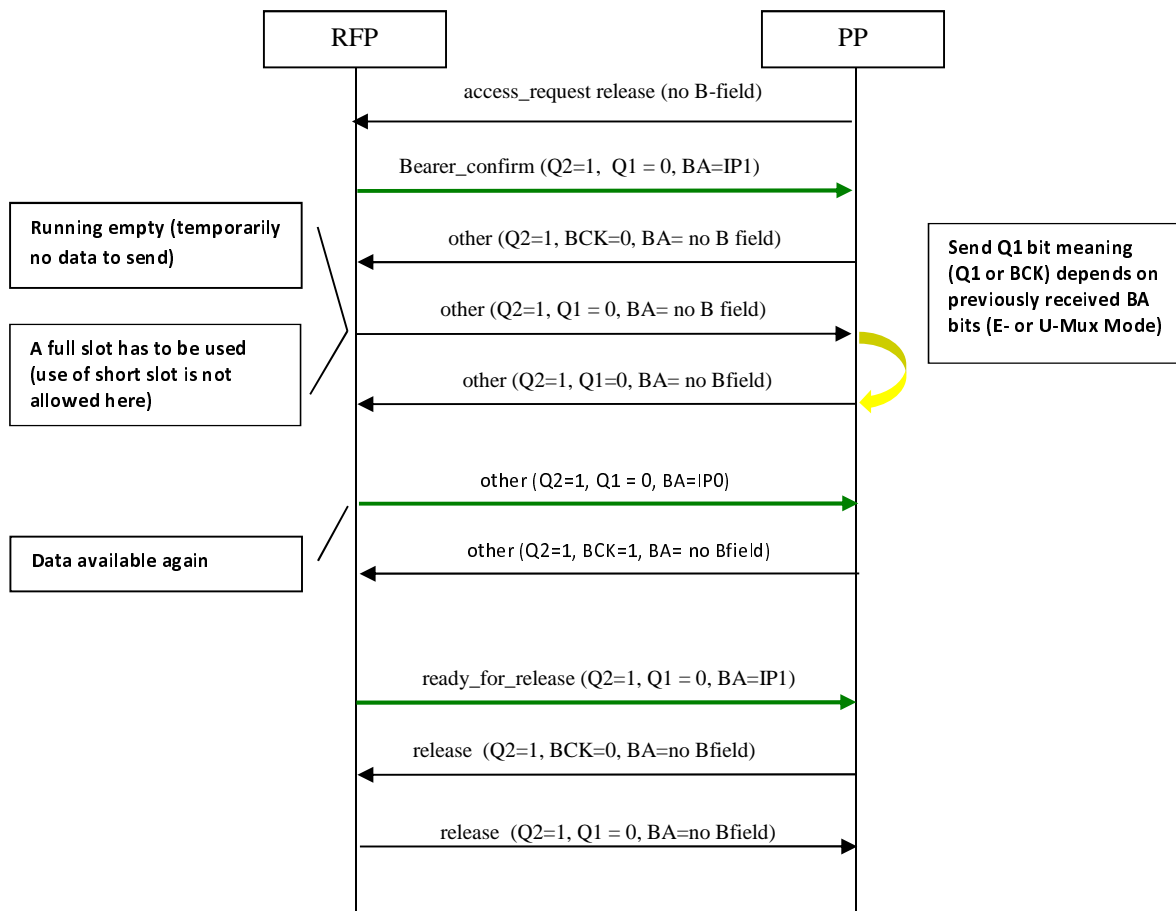 RFP
PP
access_request release (no B-field)
Bearer_confirm (Q2=1, Q1 = 0, BA=IP1)
Running empty (temporarily
no data to send)
other (Q2=1, BCK=0, BA= no B field)
Send Q1 bit meaning
(Q1 or BCK) depends on
previously received BA
bits (E- or U-Mux Mode)
other (Q2=1, Q1 = 0, BA= no B field)
A full slot has to be used
(use of short slot is not
allowed here)
other (Q2=1, Q1=0, BA= no Bfield)
other (Q2=1, Q1 = 0, BA=IP0)
Data available again
other (Q2=1, BCK=1, BA= no Bfield)
ready_for_release (Q2=1, Q1 = 0, BA=IP1)
release (Q2=1, BCK=0, BA=no Bfield)
release (Q2=1, Q1 = 0, BA=no Bfield)